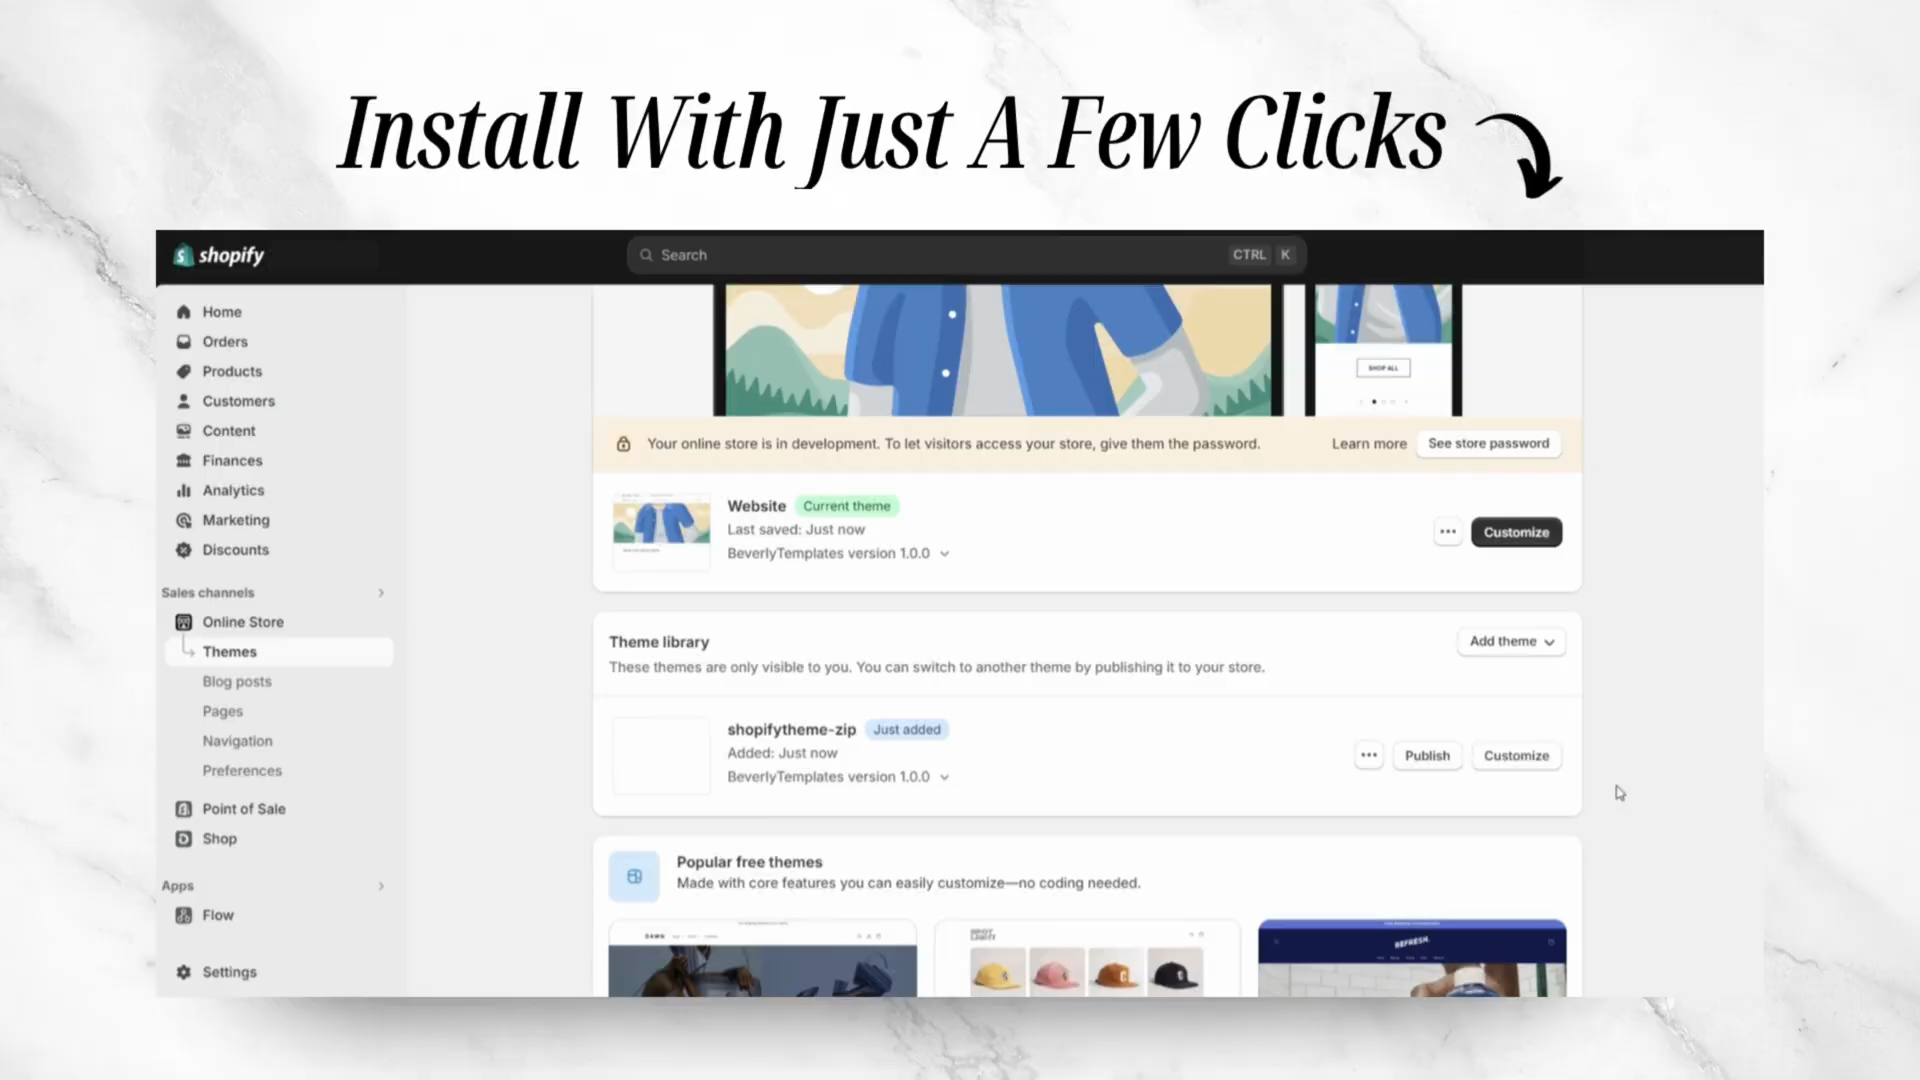 Install With Just A Few Clicks
shopify
Search
CTRL K
Home
Orders
Products
Customers
Content
Finances
Analytics
Marketing
Discounts
Sales channels
Online Store
Themes
Blog posts
Pages
Navigation
Preferences
Point of Sale
Shop
Apps
Flow
Settings
SHOP ALL
Your online store is in development. To let visitors access your store, give them the password.
Learn more
See store password
Website
Current theme
Last saved: Just now
BeverlyTemplates version 1.0.0
Customize
Theme library
Add theme
These themes are only visible to you. You can switch to another theme by publishing it to your store.
shopifytheme-zip
Just added
Added: Just now
BeverlyTemplates version 1.0.0
Publish
Customize
Popular free themes
Made with core features you can easily customize—no coding needed.
DAWN
SPOT
LIGHT
REFRESH.